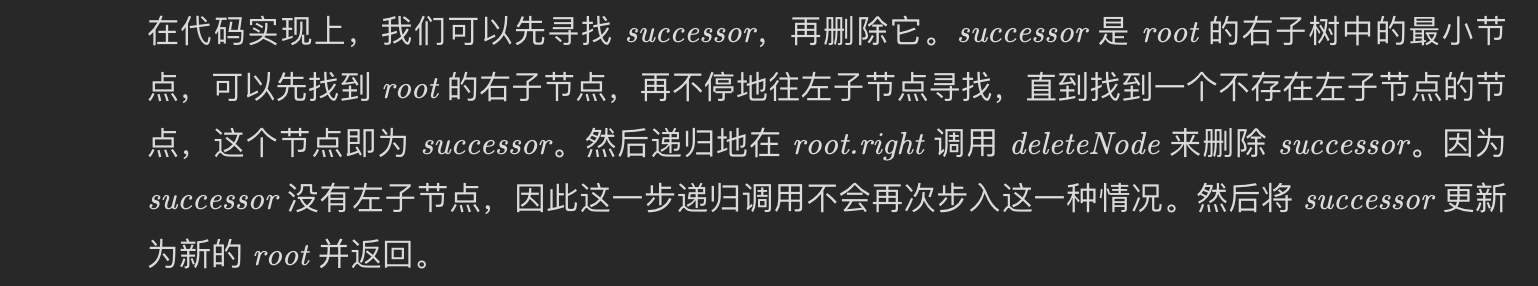 在代码实现上，我们可以先寻找 successor，再删除它。successor 是 root 的右子树中的最小节
点，可以先找到 root 的右子节点，再不停地往左子节点寻找，直到找到一个不存在左子节点的节
点，这个节点即为 successor。然后递归地在 root.right 调用 deleteNode 来删除 successor。因为
successor 没有左子节点，因此这一步递归调用不会再次步入这一种情况。然后将 successor 更新
为新的 root 并返回。